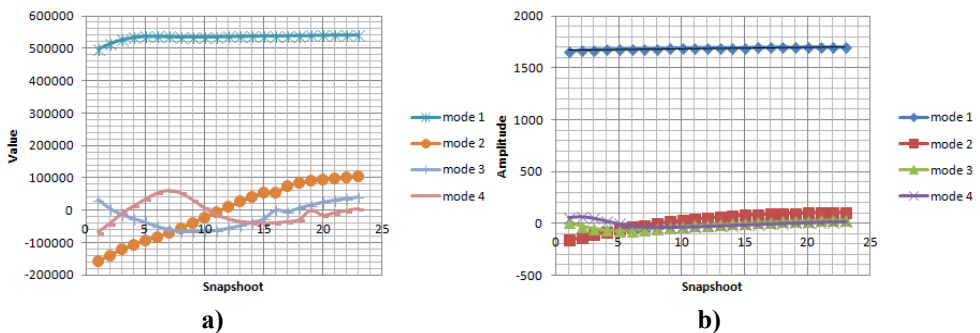 a)
Value
600000
500000
400000
300000
200000
100000
0
-100000
-200000
0 5 10 15 20 25
Snapshoot
mode 1
mode 2
mode 3
mode 4
b)
Amplitude
2000
1500
1000
500
0
-500
0 5 10 15 20 25
Snapshoot
mode 1
mode 2
mode 3
mode 4